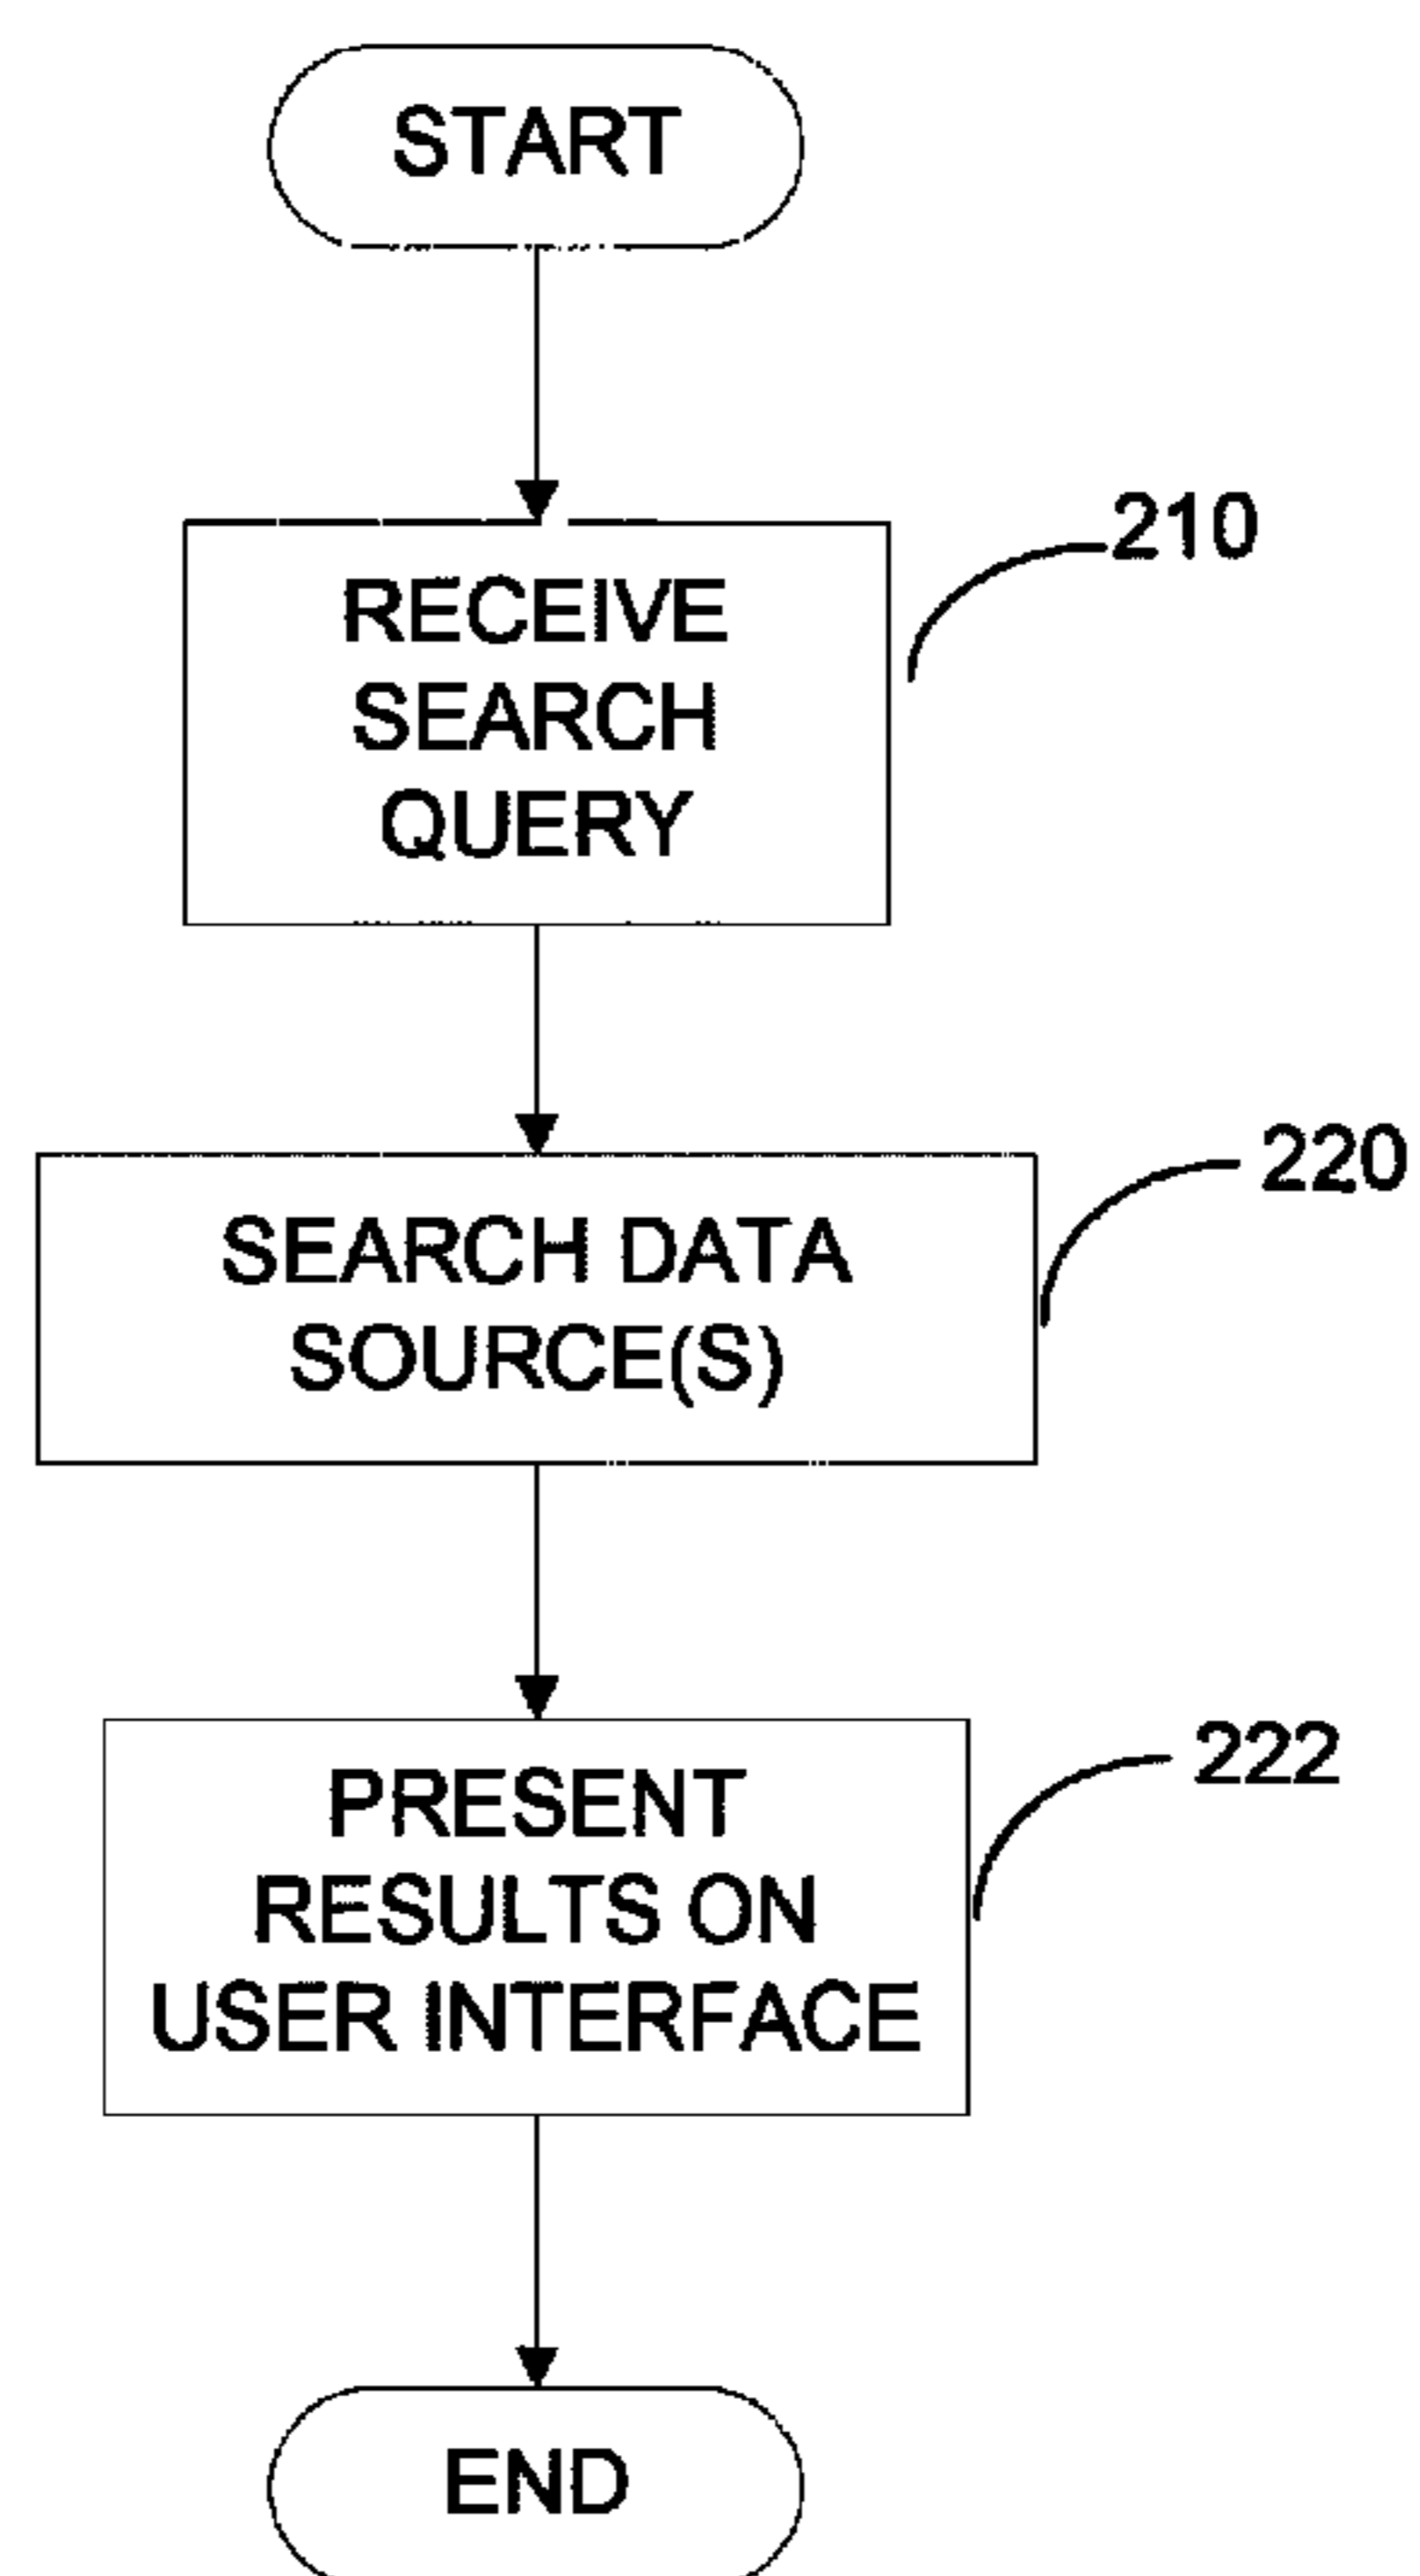 START
210
RECEIVE
SEARCH
QUERY
220
SEARCH DATA
SOURCE(S)
222
PRESENT
RESULTS ON
USER INTERFACE
END